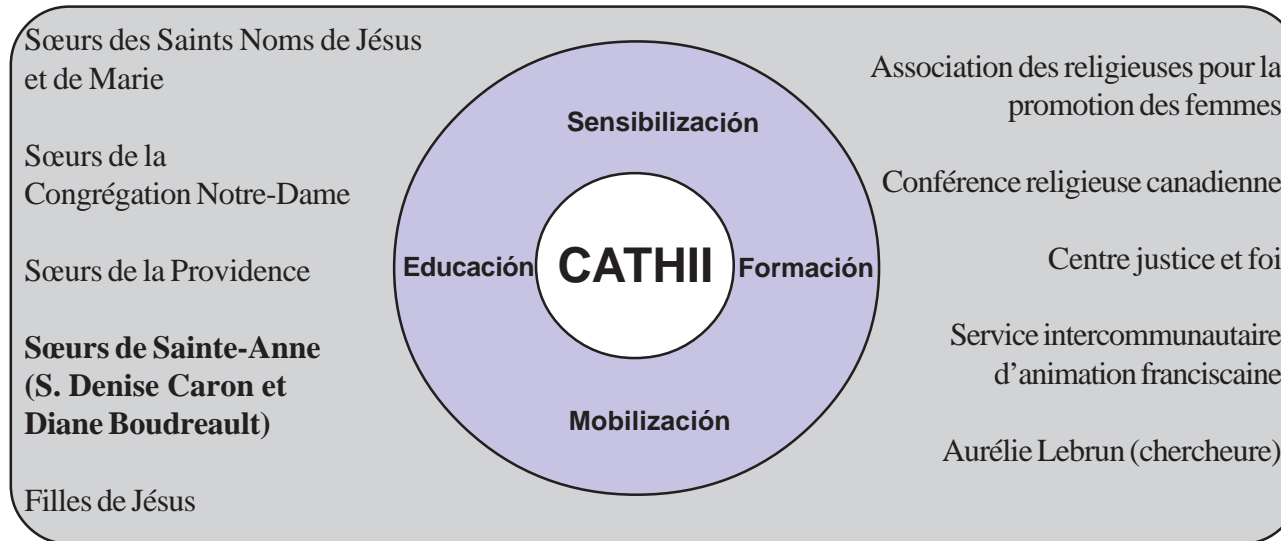 Sœurs des Saints Noms de Jésus
et de Marie
Sœurs de la
Congrégation Notre-Dame
Sœurs de la Providence
Sœurs de Sainte-Anne
(S. Denise Caron et
Diane Boudreault)
Filles de Jésus
Sensibilización
Educación
CATHII
Formación
Mobilización
Association des religieuses pour la
promotion des femmes
Conférence religieuse canadienne
Centre justice et foi
Service intercommunautaire
d’animation franciscaine
Aurélie Lebrun (chercheure)